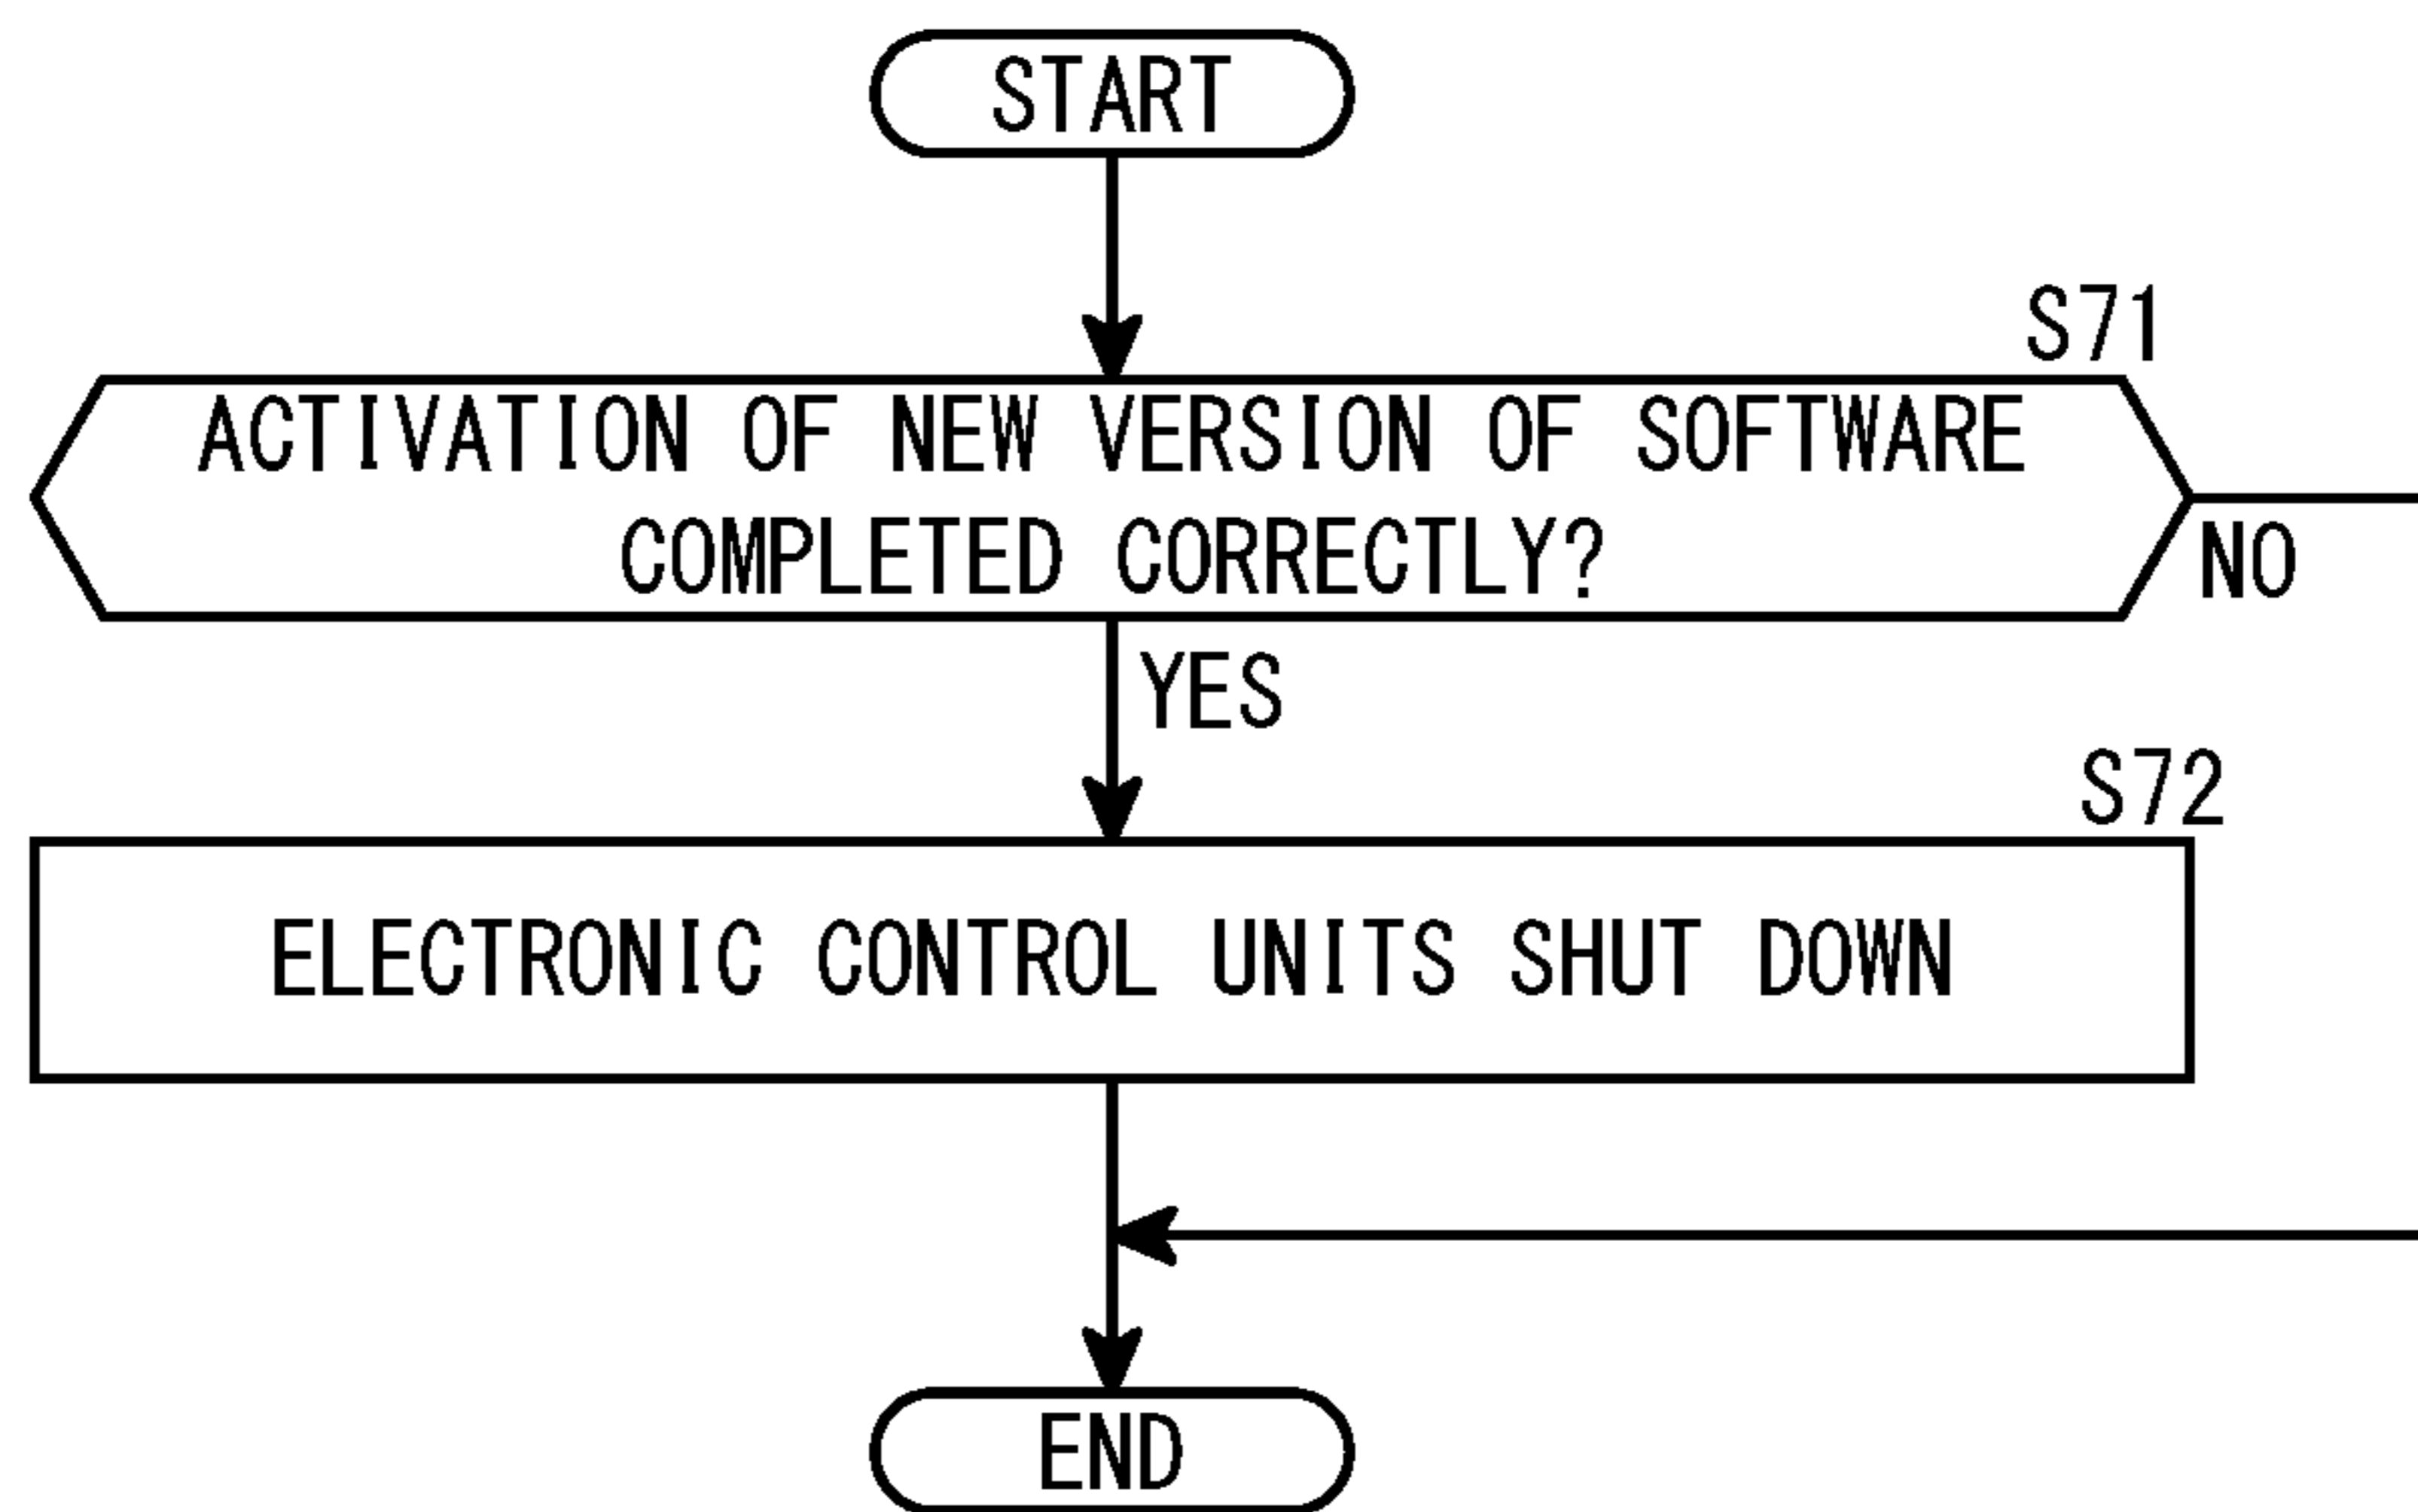 START
S71
ACTIVATION OF NEW VERSION OF SOFTWARE
COMPLETED CORRECTLY?
NO
YES
S72
ELECTRONIC CONTROL UNITS SHUT DOWN
END